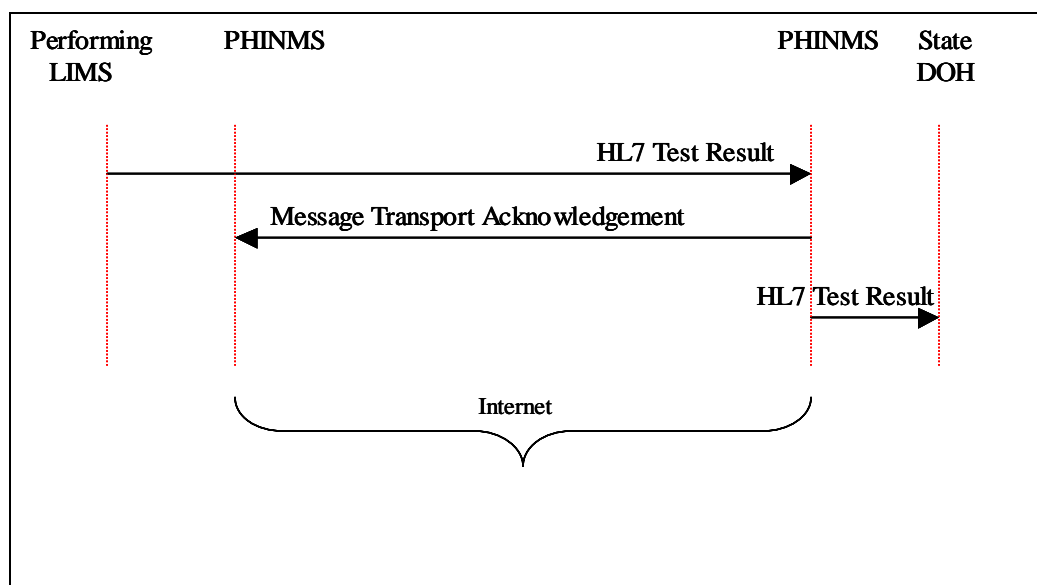 Performing
LIMS
PHINMS
PHINMS
State
DOH
HL7 Test Result
Message Transport Acknowledgement
HL7 Test Result
Internet